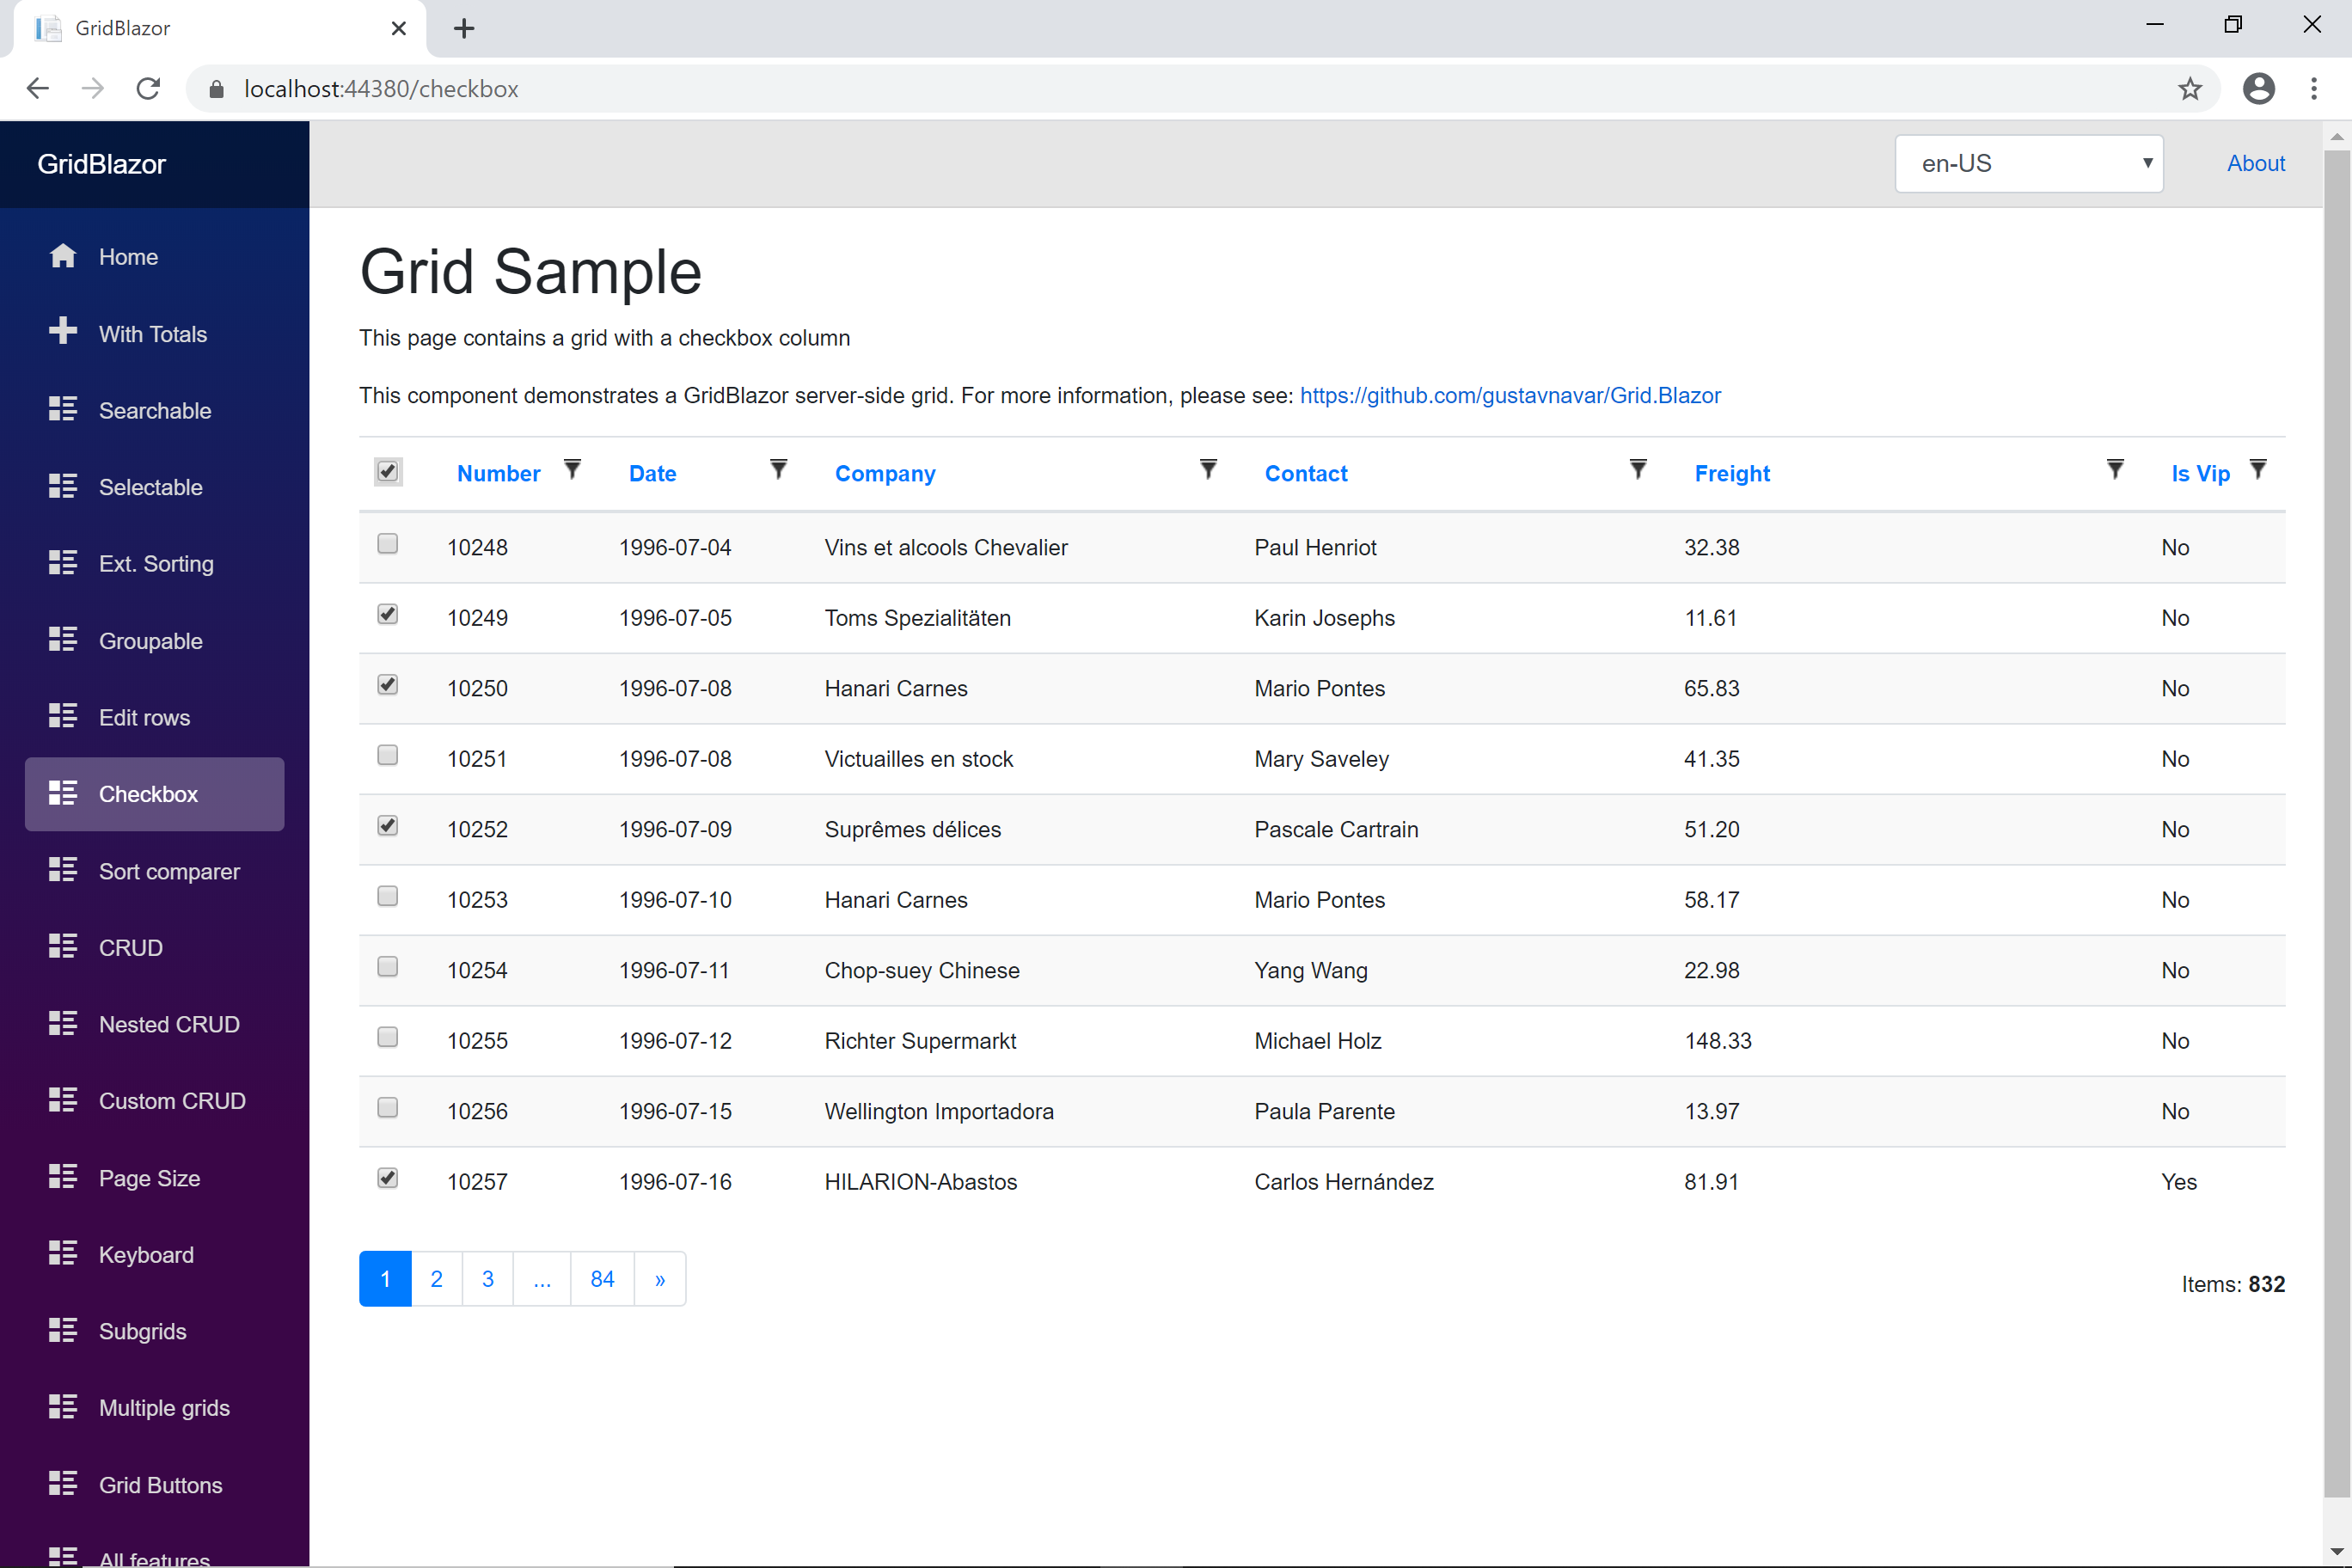 GridBlazor
localhost:44380/checkbox
GridBlazor
en-US
About
Home
With Totals
Searchable
Selectable
Ext. Sorting
Groupable
Edit rows
Checkbox
Sort comparer
CRUD
Nested CRUD
Custom CRUD
Page Size
Keyboard
Subgrids
Multiple grids
Grid Buttons
All features
Grid Sample
This page contains a grid with a checkbox column
This component demonstrates a GridBlazor server-side grid. For more information, please see: https://github.com/gustavnavar/Grid.Blazor
Number Date Company Contact Freight Is Vip
10248 1996-07-04 Vins et alcools Chevalier Paul Henriot 32.38 No
10249 1996-07-05 Toms Spezialitäten Karin Josephs 11.61 No
10250 1996-07-08 Hanari Carnes Mario Pontes 65.83 No
10251 1996-07-08 Victuailles en stock Mary Saveley 41.35 No
10252 1996-07-09 Suprêmes délices Pascale Cartrain 51.20 No
10253 1996-07-10 Hanari Carnes Mario Pontes 58.17 No
10254 1996-07-11 Chop-suey Chinese Yang Wang 22.98 No
10255 1996-07-12 Richter Supermarkt Michael Holz 148.33 No
10256 1996-07-15 Wellington Importadora Paula Parente 13.97 No
10257 1996-07-16 HILARION-Abastos Carlos Hernández 81.91 Yes
1 2 3 ... 84 »
Items: 832